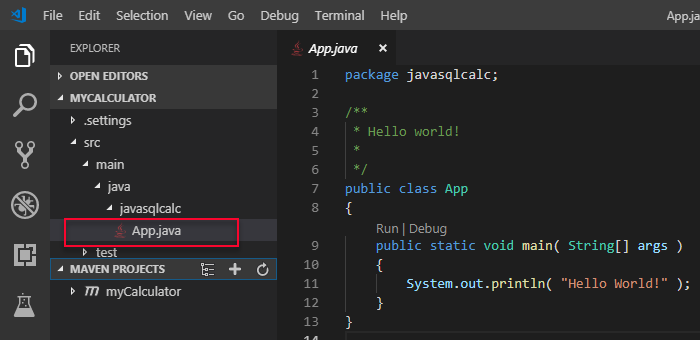 File Edit Selection View Go Debug Terminal Help App.ja
EXPLORER
OPEN EDITORS
MYCALCULATOR
.settings
src
main
java
javasqlcalc
App.java
test
MAVEN PROJECTS
myCalculator
App.java
1 package javasqlcalc;
2
3 /**
4 * Hello world!
5 *
6 */
7 public class App
8 {
Run | Debug
9 public static void main( String[] args )
10 {
11 System.out.println( "Hello World!" );
12 }
13 }
14